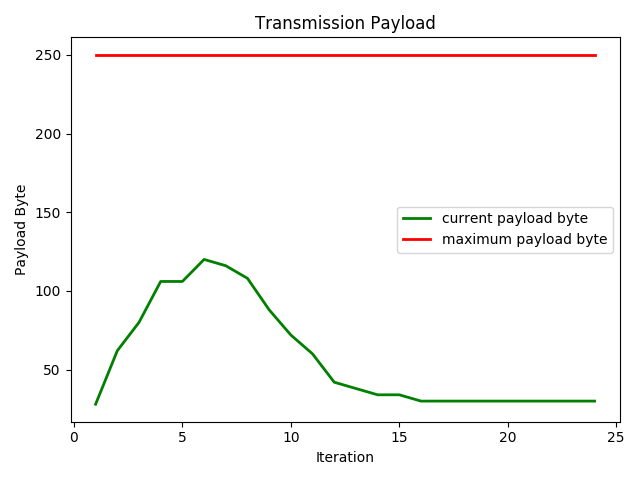 Transmission Payload
250
200
150
100
50
Payload Byte
current payload byte
maximum payload byte
0 5 10 15 20 25
Iteration